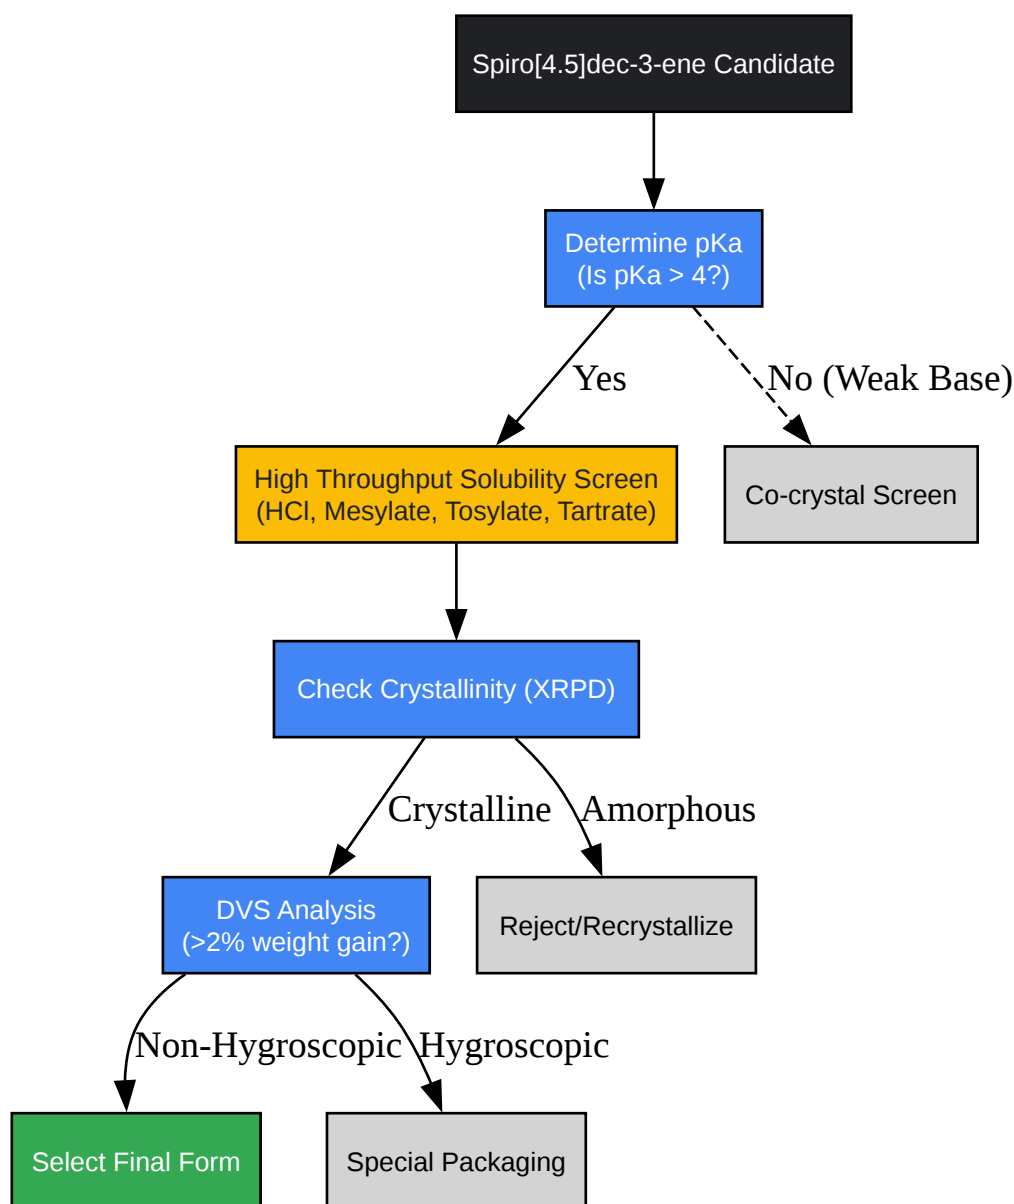 Spiro[4.5]dec-3-ene Candidate
Determine pKa
(Is pKa > 4?)
Yes
No (Weak Base)
High Throughput Solubility Screen
(HCl, Mesylate, Tosylate, Tartrate)
Co-crystal Screen
Check Crystallinity (XRPD)
Crystalline
Amorphous
DVS Analysis
(>2% weight gain?)
Reject/Recrystallize
Non-Hygroscopic
Hygroscopic
Select Final Form
Special Packaging